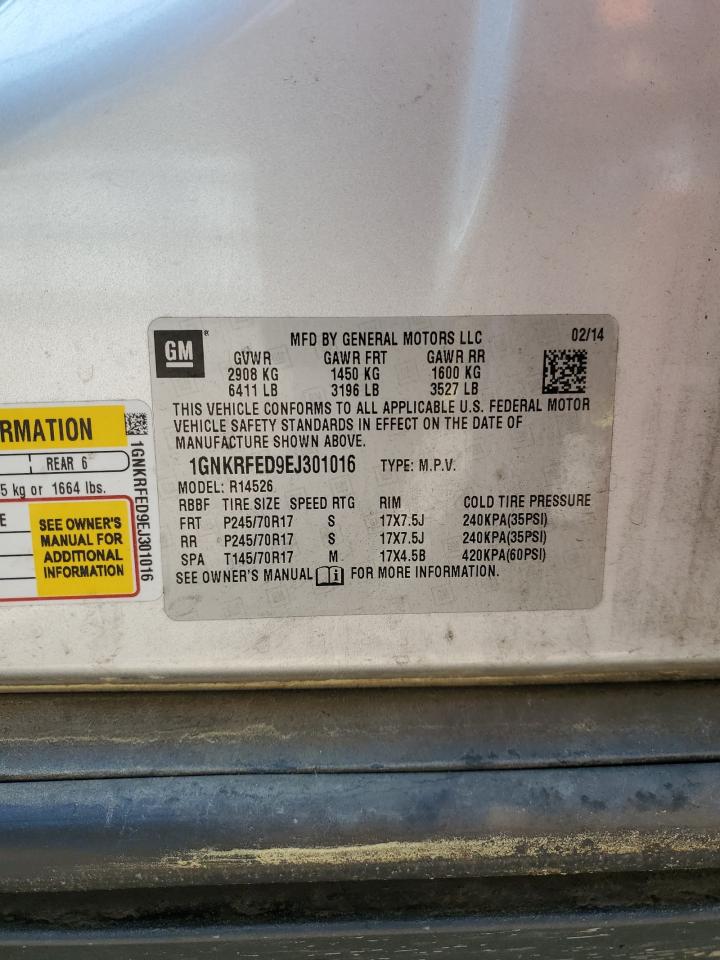 GM ®
MFD BY GENERAL MOTORS LLC 02/14
GVWR GAWR FRT GAWR RR
2908 KG 1450 KG 1600 KG
6411 LB 3196 LB 3527 LB
THIS VEHICLE CONFORMS TO ALL APPLICABLE U.S. FEDERAL MOTOR
VEHICLE SAFETY STANDARDS IN EFFECT ON THE DATE OF
MANUFACTURE SHOWN ABOVE.
1GNKRFED9EJ301016 TYPE: M.P.V.
MODEL: R14526
RBBF TIRE SIZE SPEED RTG RIM COLD TIRE PRESSURE
FRT P245/70R17 S 17X7.5J 240KPA(35PSI)
RR P245/70R17 S 17X7.5J 240KPA(35PSI)
SPA T145/70R17 M 17X4.5B 420KPA(60PSI)
SEE OWNER'S MANUAL i FOR MORE INFORMATION.
RMATION
REAR 6
5 kg or 1664 lbs.
E
SEE OWNER'S
MANUAL FOR
ADDITIONAL
INFORMATION
1GNKRFED9EJ301016